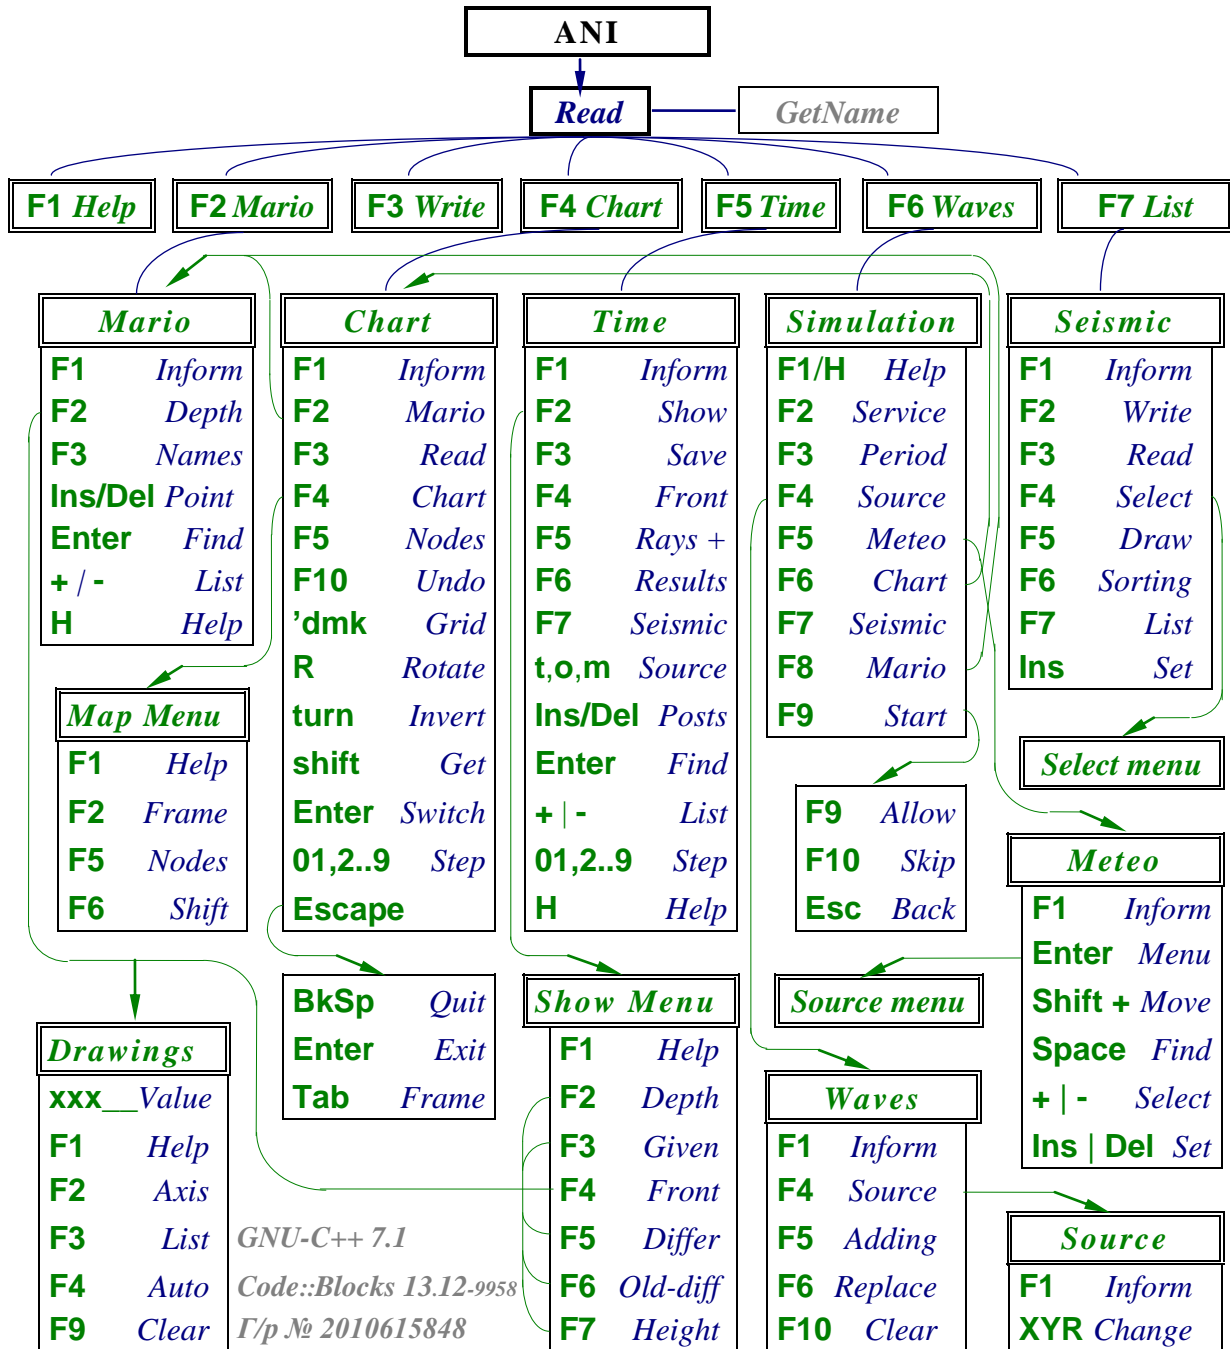 ANI
Read
GetName
F1 Help
F2 Mario
F3 Write
F4 Chart
F5 Time
F6 Waves
F7 List
Mario
F1 Inform
F2 Depth
F3 Names
Ins/Del Point
Enter Find
+ / - List
H Help
Map Menu
F1 Help
F2 Frame
F5 Nodes
F6 Shift
Drawings
xxx__Value
F1 Help
F2 Axis
F3 List
F4 Auto
F9 Clear
Chart
F1 Inform
F2 Mario
F3 Read
F4 Chart
F5 Nodes
F10 Undo
’dmk Grid
R Rotate
turn Invert
shift Get
Enter Switch
01,2..9 Step
Escape
BkSp Quit
Enter Exit
Tab Frame
GNU-C++ 7.1
Code::Blocks 13.12-9958
Г/р № 2010615848
Time
F1 Inform
F2 Show
F3 Save
F4 Front
F5 Rays +
F6 Results
F7 Seismic
t,o,m Source
Ins/Del Posts
Enter Find
+ | - List
01,2..9 Step
H Help
Show Menu
F1 Help
F2 Depth
F3 Given
F4 Front
F5 Differ
F6 Old-diff
F7 Height
Simulation
F1/H Help
F2 Service
F3 Period
F4 Source
F5 Meteo
F6 Chart
F7 Seismic
F8 Mario
F9 Start
F9 Allow
F10 Skip
Esc Back
Source menu
Waves
F1 Inform
F4 Source
F5 Adding
F6 Replace
F10 Clear
Seismic
F1 Inform
F2 Write
F3 Read
F4 Select
F5 Draw
F6 Sorting
F7 List
Ins Set
Select menu
Meteo
F1 Inform
Enter Menu
Shift + Move
Space Find
+ | - Select
Ins | Del Set
Source
F1 Inform
XYR Change